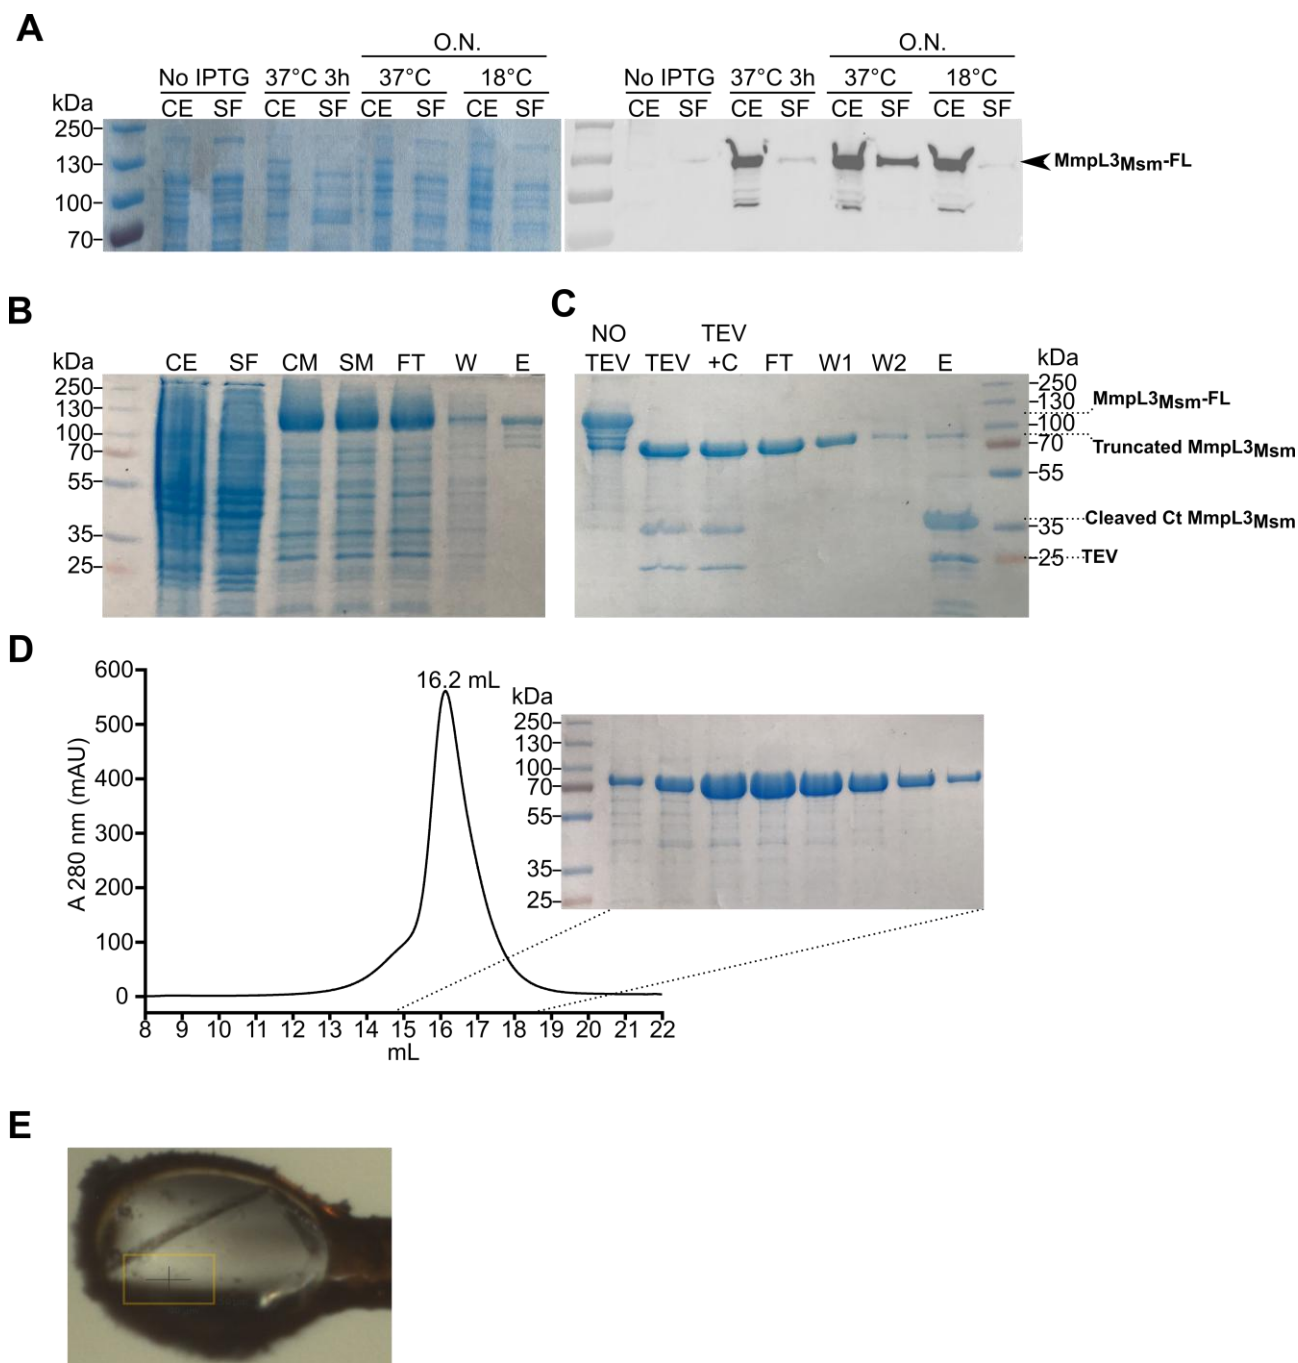 A
O.N.
O.N.
No IPTG 37°C 3h 37°C 18°C
No IPTG 37°C 3h 37°C 18°C
kDa CE SF CE SF CE SF CE SF
CE SF CE SF CE SF CE SF
250
130
100
70
MmpL3Msm-FL
B
kDa CE SF CM SM FT W E
250
130
100
70
55
35
25
C
NO TEV
TEV TEV +C FT W1 W2 E kDa
250
130
100
70
55
35
25
MmpL3Msm-FL
Truncated MmpL3Msm
Cleaved Ct MmpL3Msm
TEV
D
600
500
400
300
200
100
0
A 280 nm (mAU)
16.2 mL
8 9 10 11 12 13 14 15 16 17 18 19 20 21 22
mL
kDa
250
130
100
70
55
35
25
E